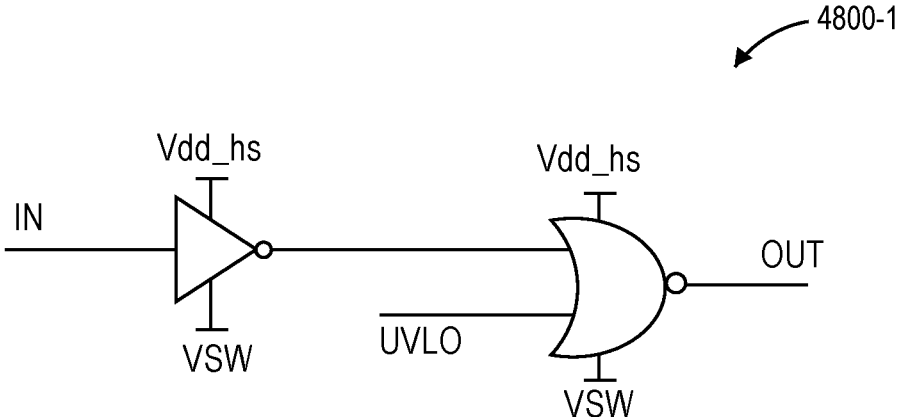 4800-1
Vdd_hs
Vdd_hs
IN
OUT
UVLO
VSW
VSW